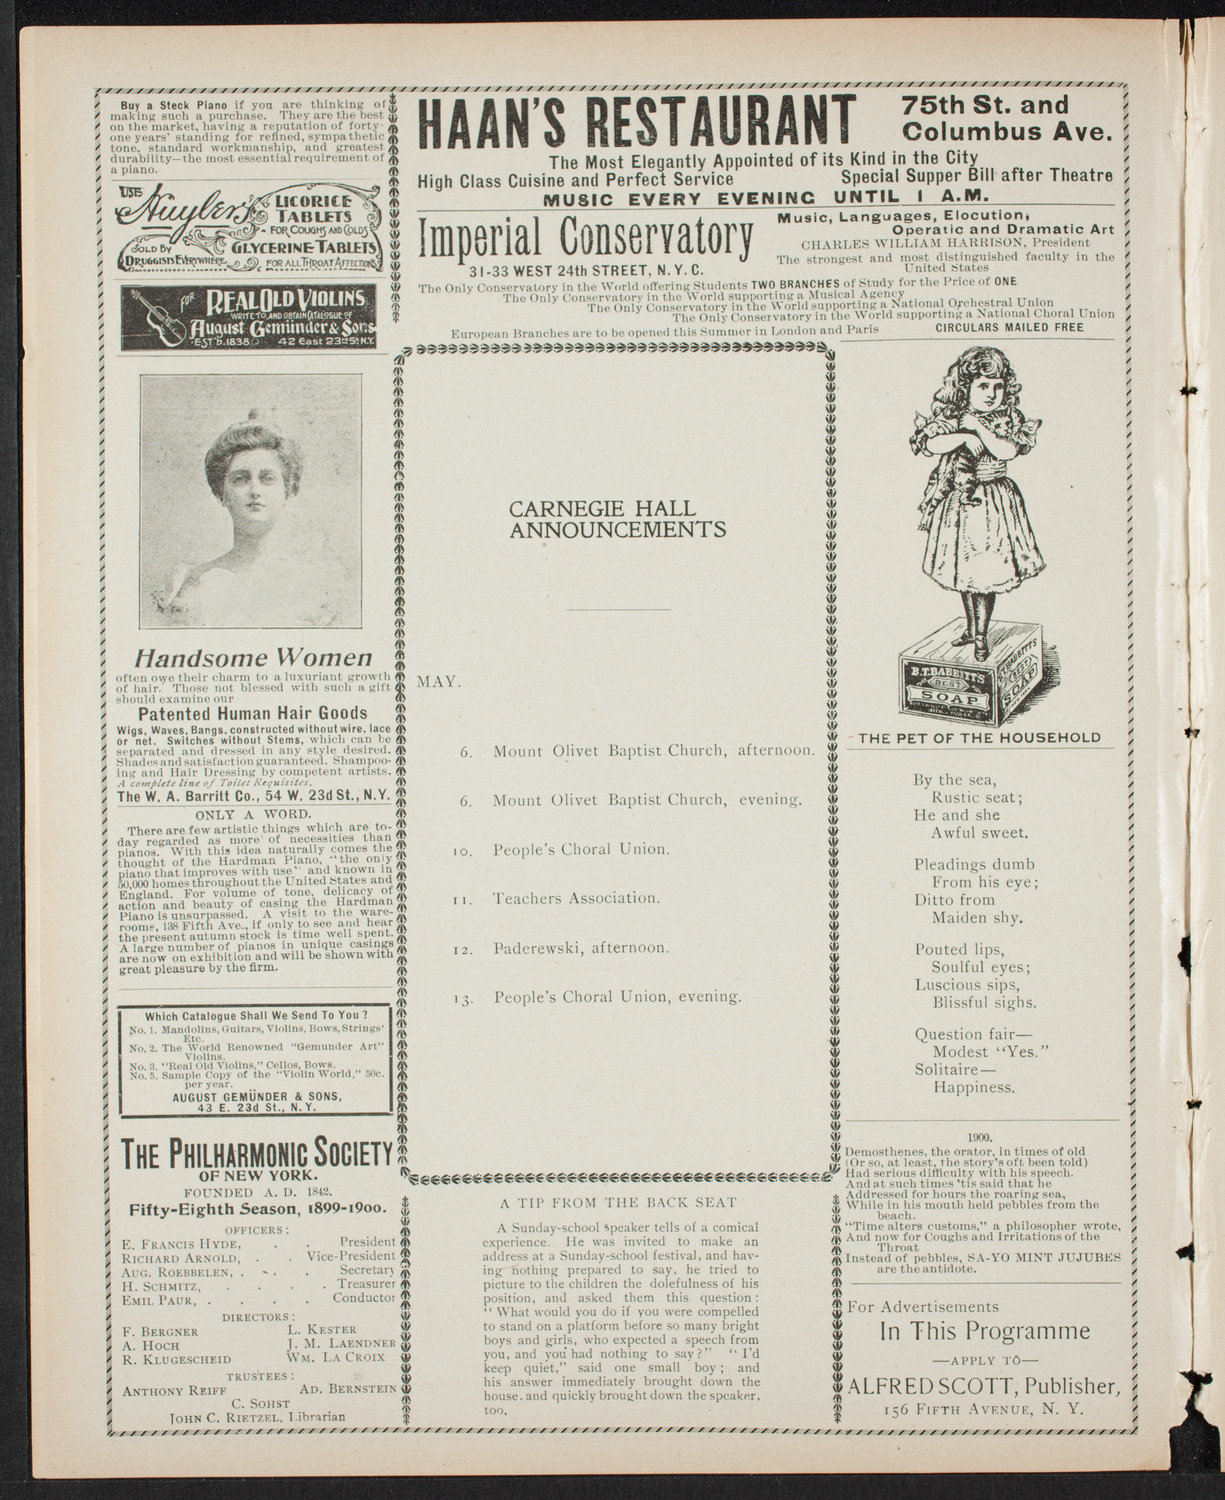 Buy a Steck Piano if you are thinking of
making such a purchase. They are the best
on the market, having a reputation of forty-
one years' standing for refined, sympathetic
tone, standard workmanship, and greatest
durability—the most essential requirement of
a piano.
USE
Huyler's
LICORICE
TABLETS
FOR COUGHS AND COLDS
SOLD BY
DRUGGISTS EVERYWHERE
GLYCERINE TABLETS
FOR ALL THROAT AFFECTIONS
FOR
REAL OLD VIOLINS
WRITE TO, AND OBTAIN CATALOGUE OF
August Gemünder & Sons
EST'D. 1838 42 East 23rd St. N.Y.
HAAN'S RESTAURANT
75th St. and
Columbus Ave.
The Most Elegantly Appointed of its Kind in the City
High Class Cuisine and Perfect Service Special Supper Bill after Theatre
MUSIC EVERY EVENING UNTIL 1 A.M.
Imperial Conservatory
31-33 WEST 24th STREET, N. Y. C.
Music, Languages, Elocution,
Operatic and Dramatic Art
CHARLES WILLIAM HARRISON, President
The strongest and most distinguished faculty in the
United States
The Only Conservatory in the World offering Students TWO BRANCHES of Study for the Price of ONE
The Only Conservatory in the World supporting a Musical Agency
The Only Conservatory in the World supporting a National Orchestral Union
The Only Conservatory in the World supporting a National Choral Union
European Branches are to be opened this Summer in London and Paris CIRCULARS MAILED FREE
Handsome Women
often owe their charm to a luxuriant growth
of hair. Those not blessed with such a gift
should examine our
Patented Human Hair Goods
Wigs, Waves, Bangs, constructed without wire, lace
or net. Switches without Stems, which can be
separated and dressed in any style desired.
Shades and satisfaction guaranteed. Shampoo-
ing and Hair Dressing by competent artists.
A complete line of Toilet Requisites.
The W. A. Barritt Co., 54 W. 23d St., N.Y.
ONLY A WORD.
There are few artistic things which are to-
day regarded as more of necessities than
pianos. With this idea naturally comes the
thought of the Hardman Piano, "the only
piano that improves with use" and known in
50,000 homes throughout the United States and
England. For volume of tone, delicacy of
action and beauty of casing the Hardman
Piano is unsurpassed. A visit to the ware-
rooms, 138 Fifth Ave., if only to see and hear
the present autumn stock is time well spent.
A large number of pianos in unique casings
are now on exhibition and will be shown with
great pleasure by the firm.
Which Catalogue Shall We Send To You?
No. 1. Mandolins, Guitars, Violins, Bows, Strings'
Etc.
No. 2. The World Renowned "Gemunder Art"
Violins.
No. 3. "Real Old Violins," Cellos, Bows.
No. 5. Sample Copy of the "Violin World," 50c.
per year.
AUGUST GEMÜNDER & SONS,
43 E. 23d St., N. Y.
THE PHILHARMONIC SOCIETY
OF NEW YORK.
FOUNDED A. D. 1842.
Fifty-Eighth Season, 1899-1900.
OFFICERS:
E. FRANCIS HYDE, . . President
RICHARD ARNOLD, . . Vice-President
AUG. ROEBBELEN, . . . Secretary
H. SCHMITZ, . . . . Treasurer
EMIL PAUR, . . . . Conductor
DIRECTORS:
F. BERGNER L. KESTER
A. HOCH J. M. LAENDNER
R. KLUGESCHEID WM. LA CROIX
TRUSTEES:
ANTHONY REIFF AD. BERNSTEIN
C. SOHST
JOHN C. RIETZEL, Librarian
CARNEGIE HALL
ANNOUNCEMENTS
MAY.
6. Mount Olivet Baptist Church, afternoon.
6. Mount Olivet Baptist Church, evening.
10. People's Choral Union.
11. Teachers Association.
12. Paderewski, afternoon.
13. People's Choral Union, evening.
A TIP FROM THE BACK SEAT
A Sunday-school speaker tells of a comical
experience. He was invited to make an
address at a Sunday-school festival, and hav-
ing nothing prepared to say, he tried to
picture to the children the dolefulness of his
position, and asked them this question:
"What would you do if you were compelled
to stand on a platform before so many bright
boys and girls, who expected a speech from
you, and you had nothing to say?" "I'd
keep quiet," said one small boy; and
his answer immediately brought down the
house, and quickly brought down the speaker,
too.
B.T. BABBITT'S
BEST
SOAP
B.T. BABBITT'S
BEST
SOAP
THE PET OF THE HOUSEHOLD
By the sea,
Rustic seat;
He and she
Awful sweet.
Pleadings dumb
From his eye;
Ditto from
Maiden shy.
Pouted lips,
Soulful eyes;
Luscious sips,
Blissful sighs.
Question fair—
Modest "Yes."
Solitaire—
Happiness.
1900.
Demosthenes, the orator, in times of old
(Or so, at least, the story's oft been told)
Had serious difficulty with his speech.
And at such times 'tis said that he
Addressed for hours the roaring sea,
While in his mouth held pebbles from the
beach.
"Time alters customs," a philosopher wrote,
And now for Coughs and Irritations of the
Throat
Instead of pebbles, SA-YO MINT JUJUBES
are the antidote.
For Advertisements
In This Programme
—APPLY TO—
ALFRED SCOTT, Publisher,
156 FIFTH AVENUE, N. Y.